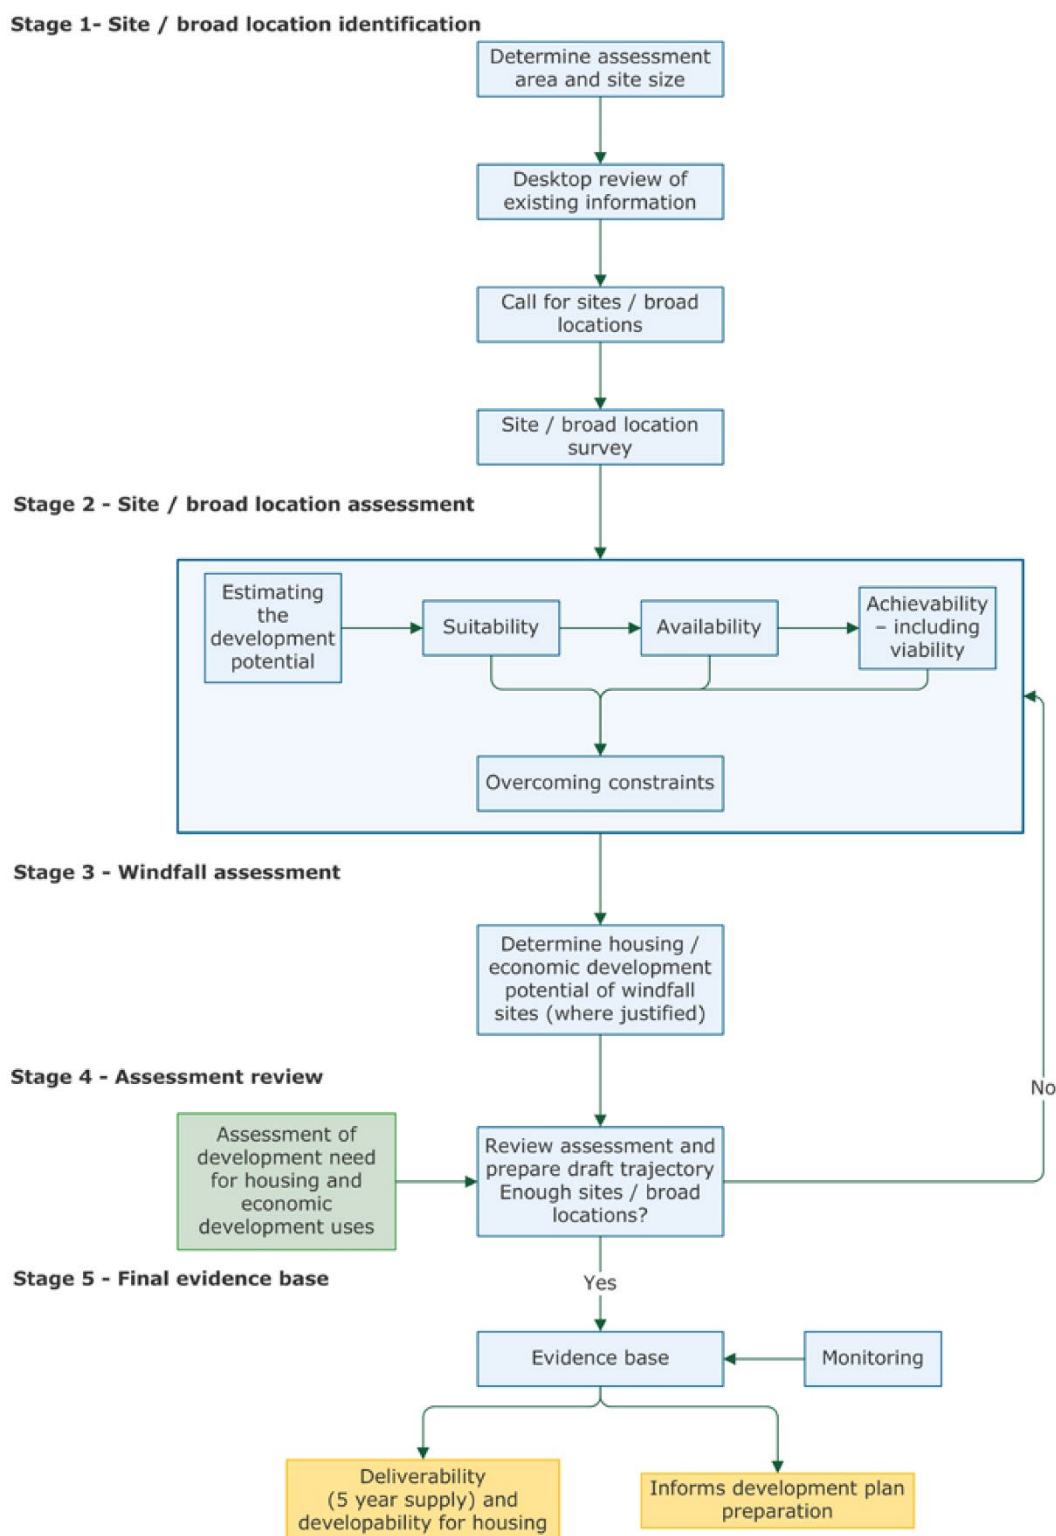 Stage 1- Site / broad location identification
Determine assessment
area and site size
Desktop review of
existing information
Call for sites / broad
locations
Site / broad location
survey
Stage 2 - Site / broad location assessment
Estimating
the
development
potential
Suitability
Availability
Achievability
– including
viability
Overcoming constraints
Stage 3 - Windfall assessment
Determine housing /
economic development
potential of windfall
sites (where justified)
Stage 4 - Assessment review
No
Assessment of
development need
for housing and
economic
development uses
Review assessment and
prepare draft trajectory
Enough sites / broad
locations?
Stage 5 - Final evidence base
Yes
Evidence base
Monitoring
Deliverability
(5 year supply) and
developability for housing
Informs development plan
preparation